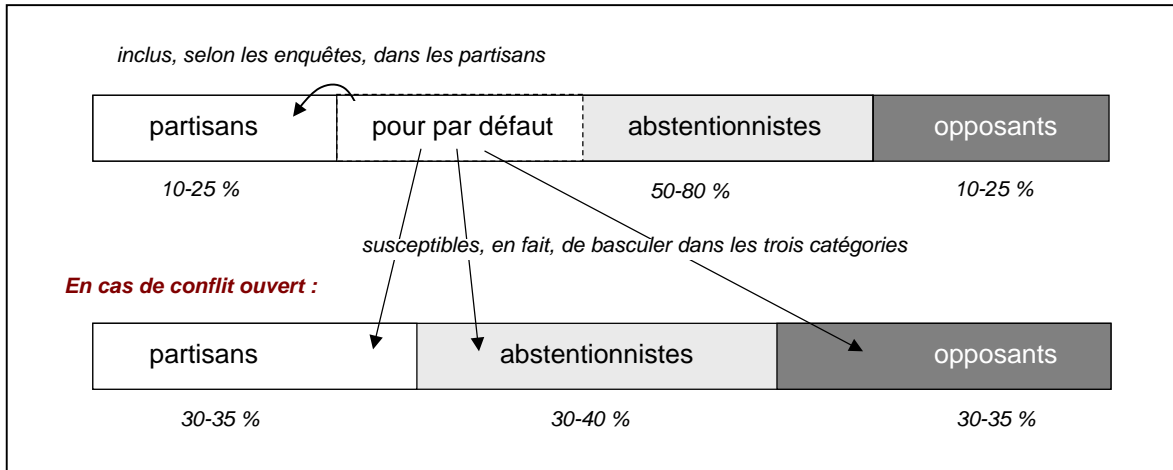 inclus, selon les enquêtes, dans les partisans
partisans pour par défaut abstentionnistes opposants
10-25 % 50-80 % 10-25 %
susceptibles, en fait, de basculer dans les trois catégories
En cas de conflit ouvert :
partisans abstentionnistes opposants
30-35 % 30-40 % 30-35 %